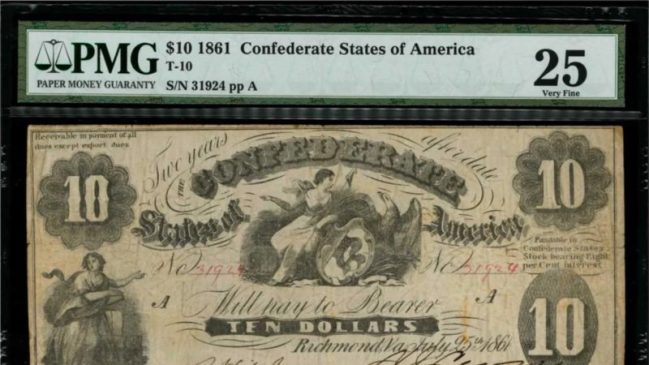 PMG
PAPER MONEY GUARANTY
$10 1861 Confederate States of America
T-10
S/N 31924 pp A
25
Very Fine
Receivable in payment of all
dues except export dues
Two years after date
THE CONFEDERATE
States of America
10
10
No 31924
No 31924
Fundable in
Confederate States
Stock bearing Eight
per Cent interest
A
A
Will pay to Bearer
TEN DOLLARS
10
Richmond, Va July 25th 1861